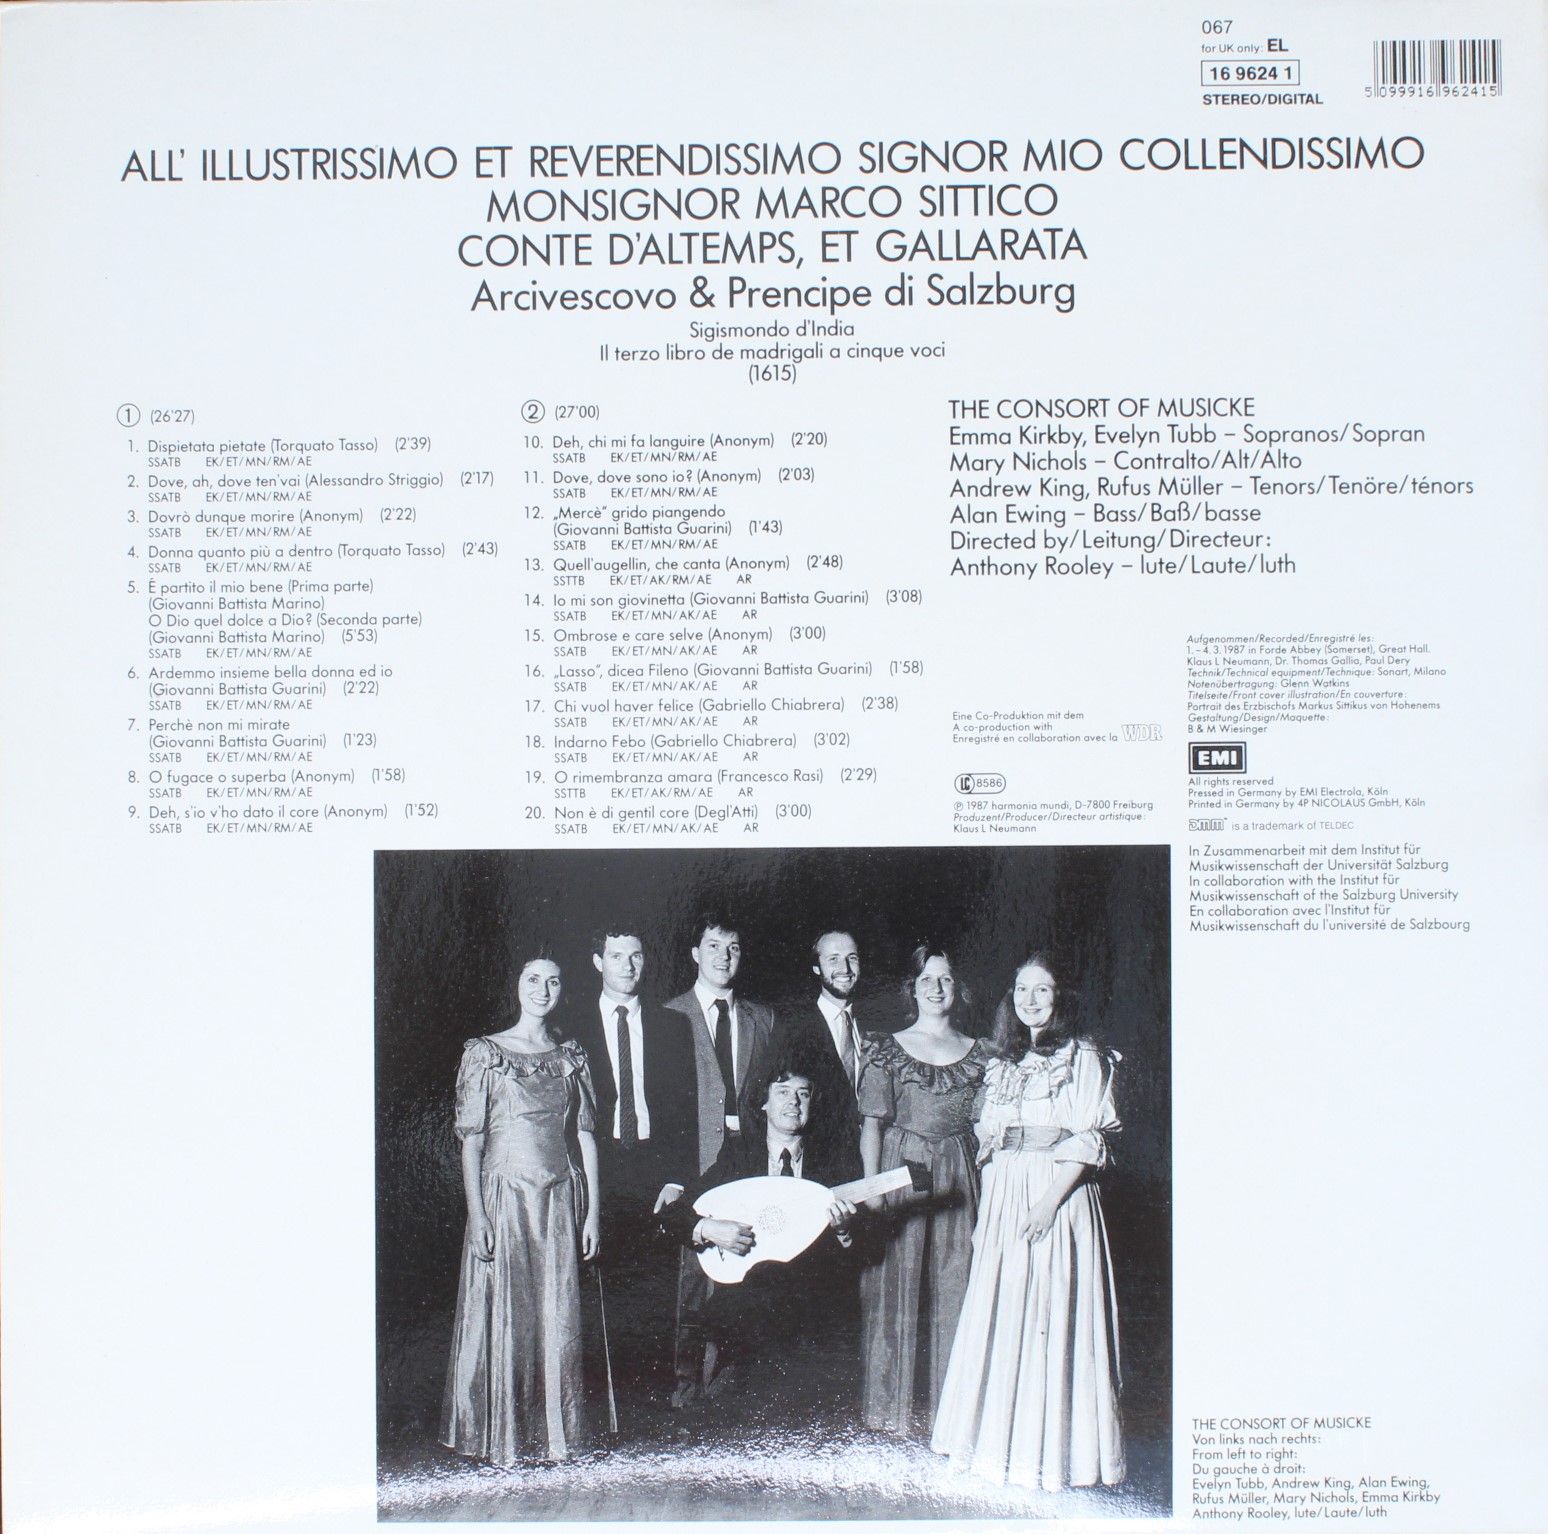 067
for UK only: EL
16 9624 1
STEREO/DIGITAL
5 099916 962415
ALL' ILLUSTRISSIMO ET REVERENDISSIMO SIGNOR MIO COLLENDISSIMO
MONSIGNOR MARCO SITTICO
CONTE D'ALTEMPS, ET GALLARATA
Arcivescovo & Prencipe di Salzburg
Sigismondo d'India
Il terzo libro de madrigali a cinque voci
(1615)
1 (26'27)
1. Dispietata pietate (Torquato Tasso) (2'39)
SSATB EK/ET/MN/RM/AE
2. Dove, ah, dove ten'vai (Alessandro Striggio) (2'17)
SSATB EK/ET/MN/RM/AE
3. Dovrò dunque morire (Anonym) (2'22)
SSATB EK/ET/MN/RM/AE
4. Donna quanto più a dentro (Torquato Tasso) (2'43)
SSATB EK/ET/MN/RM/AE
5. É partito il mio bene (Prima parte)
(Giovanni Battista Marino)
O Dio quel dolce a Dio? (Seconda parte)
(Giovanni Battista Marino) (5'53)
SSATB EK/ET/MN/RM/AE
6. Ardemmo insieme bella donna ed io
(Giovanni Battista Guarini) (2'22)
SSATB EK/ET/MN/RM/AE
7. Perchè non mi mirate
(Giovanni Battista Guarini) (1'23)
SSATB EK/ET/MN/RM/AE
8. O fugace o superba (Anonym) (1'58)
SSATB EK/ET/MN/RM/AE
9. Deh, s'io v'ho dato il core (Anonym) (1'52)
SSATB EK/ET/MN/RM/AE
2 (27'00)
10. Deh, chi mi fa languire (Anonym) (2'20)
SSATB EK/ET/MN/RM/AE
11. Dove, dove sono io? (Anonym) (2'03)
SSATB EK/ET/MN/RM/AE
12. „Mercè“ grido piangendo
(Giovanni Battista Guarini) (1'43)
SSATB EK/ET/MN/RM/AE
13. Quell'augellin, che canta (Anonym) (2'48)
SSTTB EK/ET/AK/RM/AE AR
14. Io mi son giovinetta (Giovanni Battista Guarini) (3'08)
SSATB EK/ET/MN/AK/AE AR
15. Ombrose e care selve (Anonym) (3'00)
SSATB EK/ET/MN/AK/AE AR
16. „Lasso“, dicea Fileno (Giovanni Battista Guarini) (1'58)
SSATB EK/ET/MN/AK/AE AR
17. Chi vuol haver felice (Gabriello Chiabrera) (2'38)
SSATB EK/ET/MN/AK/AE AR
18. Indarno Febo (Gabriello Chiabrera) (3'02)
SSATB EK/ET/MN/AK/AE AR
19. O rimembranza amara (Francesco Rasi) (2'29)
SSTTB EK/ET/AK/RM/AE AR
20. Non è di gentil core (Degl'Atti) (3'00)
SSATB EK/ET/MN/AK/AE AR
THE CONSORT OF MUSICKE
Emma Kirkby, Evelyn Tubb – Sopranos/Sopran
Mary Nichols – Contralto/Alt/Alto
Andrew King, Rufus Müller – Tenors/Tenöre/ténors
Alan Ewing – Bass/Baß/basse
Directed by/Leitung/Directeur:
Anthony Rooley – lute/Laute/luth
Eine Co-Produktion mit dem
A co-production with
Enregistré en collaboration avec la WDR
LC 8586
℗ 1987 harmonia mundi, D-7800 Freiburg
Produzent/Producer/Directeur artistique:
Klaus L Neumann
Aufgenommen/Recorded/Enregistré les:
1.–4.3.1987 in Forde Abbey (Somerset), Great Hall.
Klaus L Neumann, Dr. Thomas Gallia, Paul Dery
Technik/Technical equipment/Technique: Sonart, Milano
Notenübertragung: Glenn Watkins
Titelseite/Front cover illustration/En couverture:
Portrait des Erzbischofs Markus Sittikus von Hohenems
Gestaltung/Design/Maquette:
B & M Wiesinger
EMI
All rights reserved
Pressed in Germany by EMI Electrola, Köln
Printed in Germany by 4P NICOLAUS GmbH, Köln
DMM is a trademark of TELDEC
In Zusammenarbeit mit dem Institut für
Musikwissenschaft der Universität Salzburg
In collaboration with the Institut für
Musikwissenschaft of the Salzburg University
En collaboration avec l'Institut für
Musikwissenschaft du l'université de Salzbourg
THE CONSORT OF MUSICKE
Von links nach rechts:
From left to right:
Du gauche à droit:
Evelyn Tubb, Andrew King, Alan Ewing,
Rufus Müller, Mary Nichols, Emma Kirkby
Anthony Rooley, lute/Laute/luth